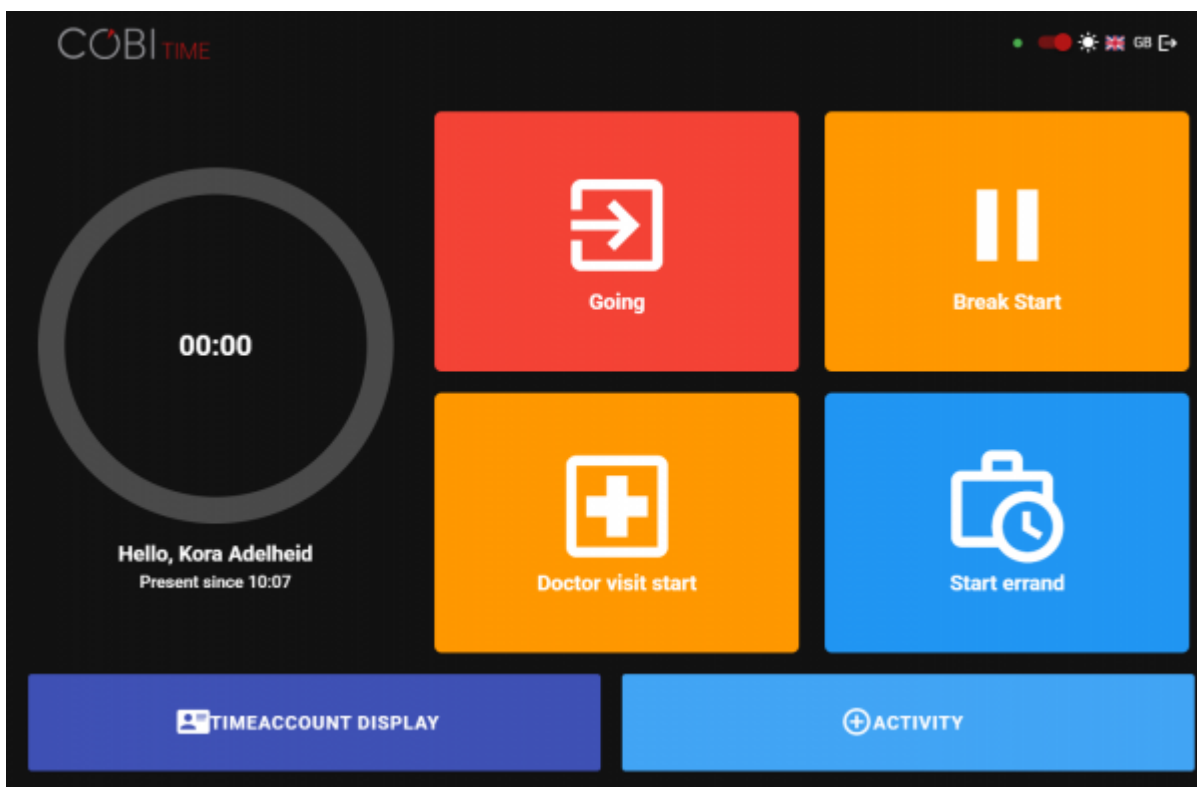 COBI TIME
GB
Going
Break Start
00:00
Hello, Kora Adelheid
Present since 10:07
Doctor visit start
Start errand
TIMEACCOUNT DISPLAY
ACTIVITY